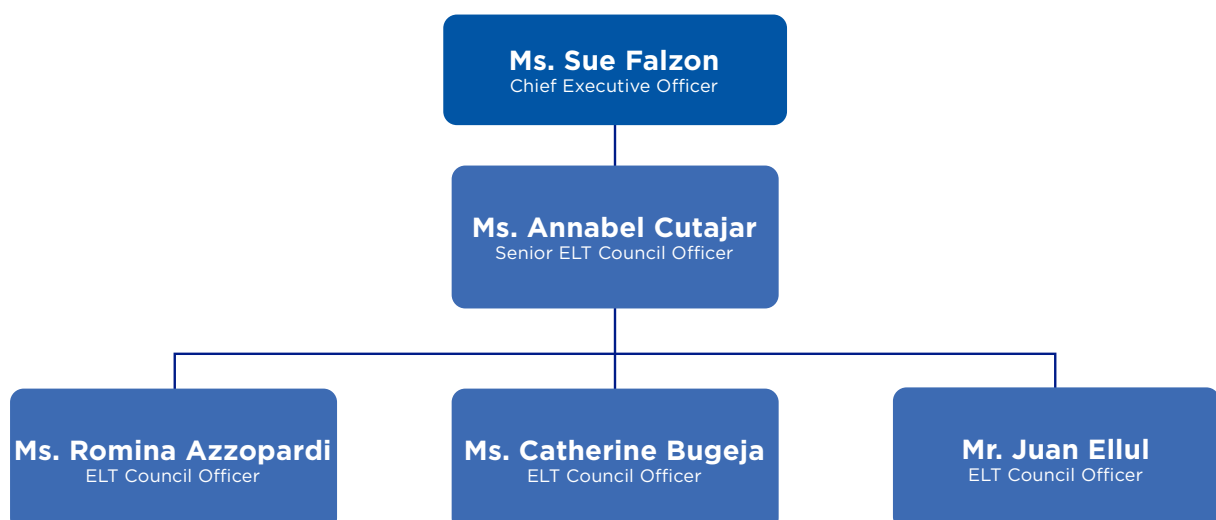 Ms. Sue Falzon
Chief Executive Officer
Ms. Annabel Cutajar
Senior ELT Council Officer
Ms. Romina Azzopardi
ELT Council Officer
Ms. Catherine Bugeja
ELT Council Officer
Mr. Juan Ellul
ELT Council Officer